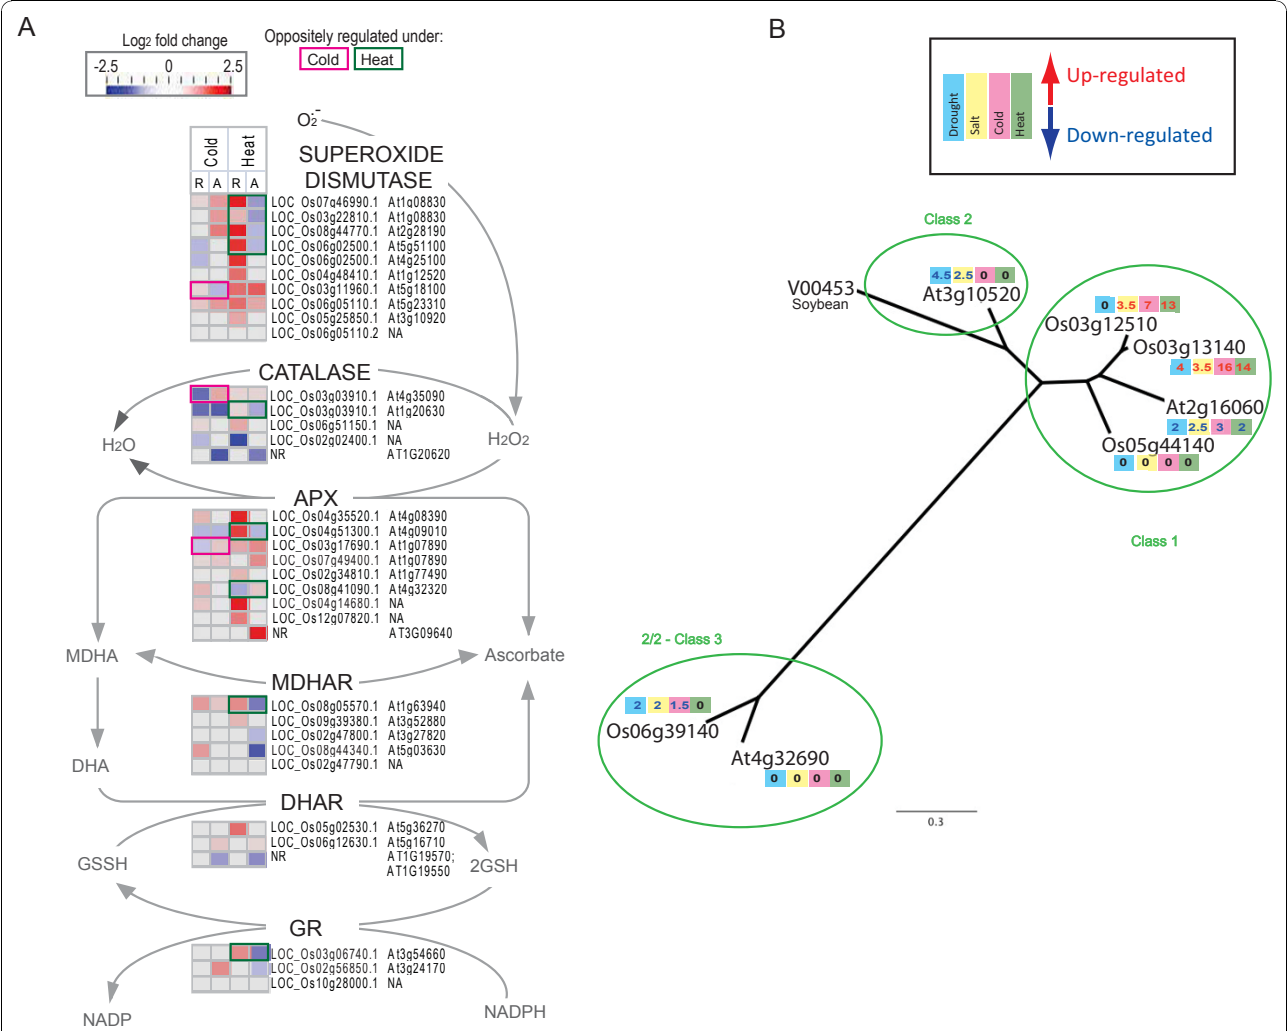 A
Log2 fold change
-2.5 0 2.5
Oppositely regulated under:
Cold Heat
O2·-
Cold Heat
R A R A
SUPEROXIDE
DISMUTASE
LOC_Os07g46990.1 At1g08830
LOC_Os03g22810.1 At1g08830
LOC_Os08g44770.1 At2g28190
LOC_Os06g02500.1 At5g51100
LOC_Os06g02500.1 At4g25100
LOC_Os04g48410.1 At1g12520
LOC_Os03g11960.1 At5g18100
LOC_Os06g05110.1 At5g23310
LOC_Os05g25850.1 At3g10920
LOC_Os06g05110.2 NA
CATALASE
LOC_Os03g03910.1 At4g35090
LOC_Os03g03910.1 At1g20630
LOC_Os06g51150.1 NA
LOC_Os02g02400.1 NA
NR AT1G20620
H2O
H2O2
APX
LOC_Os04g35520.1 At4g08390
LOC_Os04g51300.1 At4g09010
LOC_Os03g17690.1 At1g07890
LOC_Os07g49400.1 At1g07890
LOC_Os02g34810.1 At1g77490
LOC_Os08g41090.1 At4g32320
LOC_Os04g14680.1 NA
LOC_Os12g07820.1 NA
NR AT3G09640
MDHA
Ascorbate
MDHAR
LOC_Os08g05570.1 At1g63940
LOC_Os09g39380.1 At3g52880
LOC_Os02g47800.1 At3g27820
LOC_Os08g44340.1 At5g03630
LOC_Os02g47790.1 NA
DHA
DHAR
LOC_Os05g02530.1 At5g36270
LOC_Os06g12630.1 At5g16710
NR AT1G19570;
AT1G19550
GSSH
2GSH
GR
LOC_Os03g06740.1 At3g54660
LOC_Os02g56850.1 At3g24170
LOC_Os10g28000.1 NA
NADP
NADPH
B
Drought Salt Cold Heat
Up-regulated
Down-regulated
Class 2
4.5 2.5 0 0
At3g10520
V00453
Soybean
0 3.5 7 13
Os03g12510
Os03g13140
4 3.5 16 14
At2g16060
2 2.5 3 2
Os05g44140
0 0 0 0
Class 1
2/2 - Class 3
2 2 1.5 0
Os06g39140
At4g32690
0 0 0 0
0.3